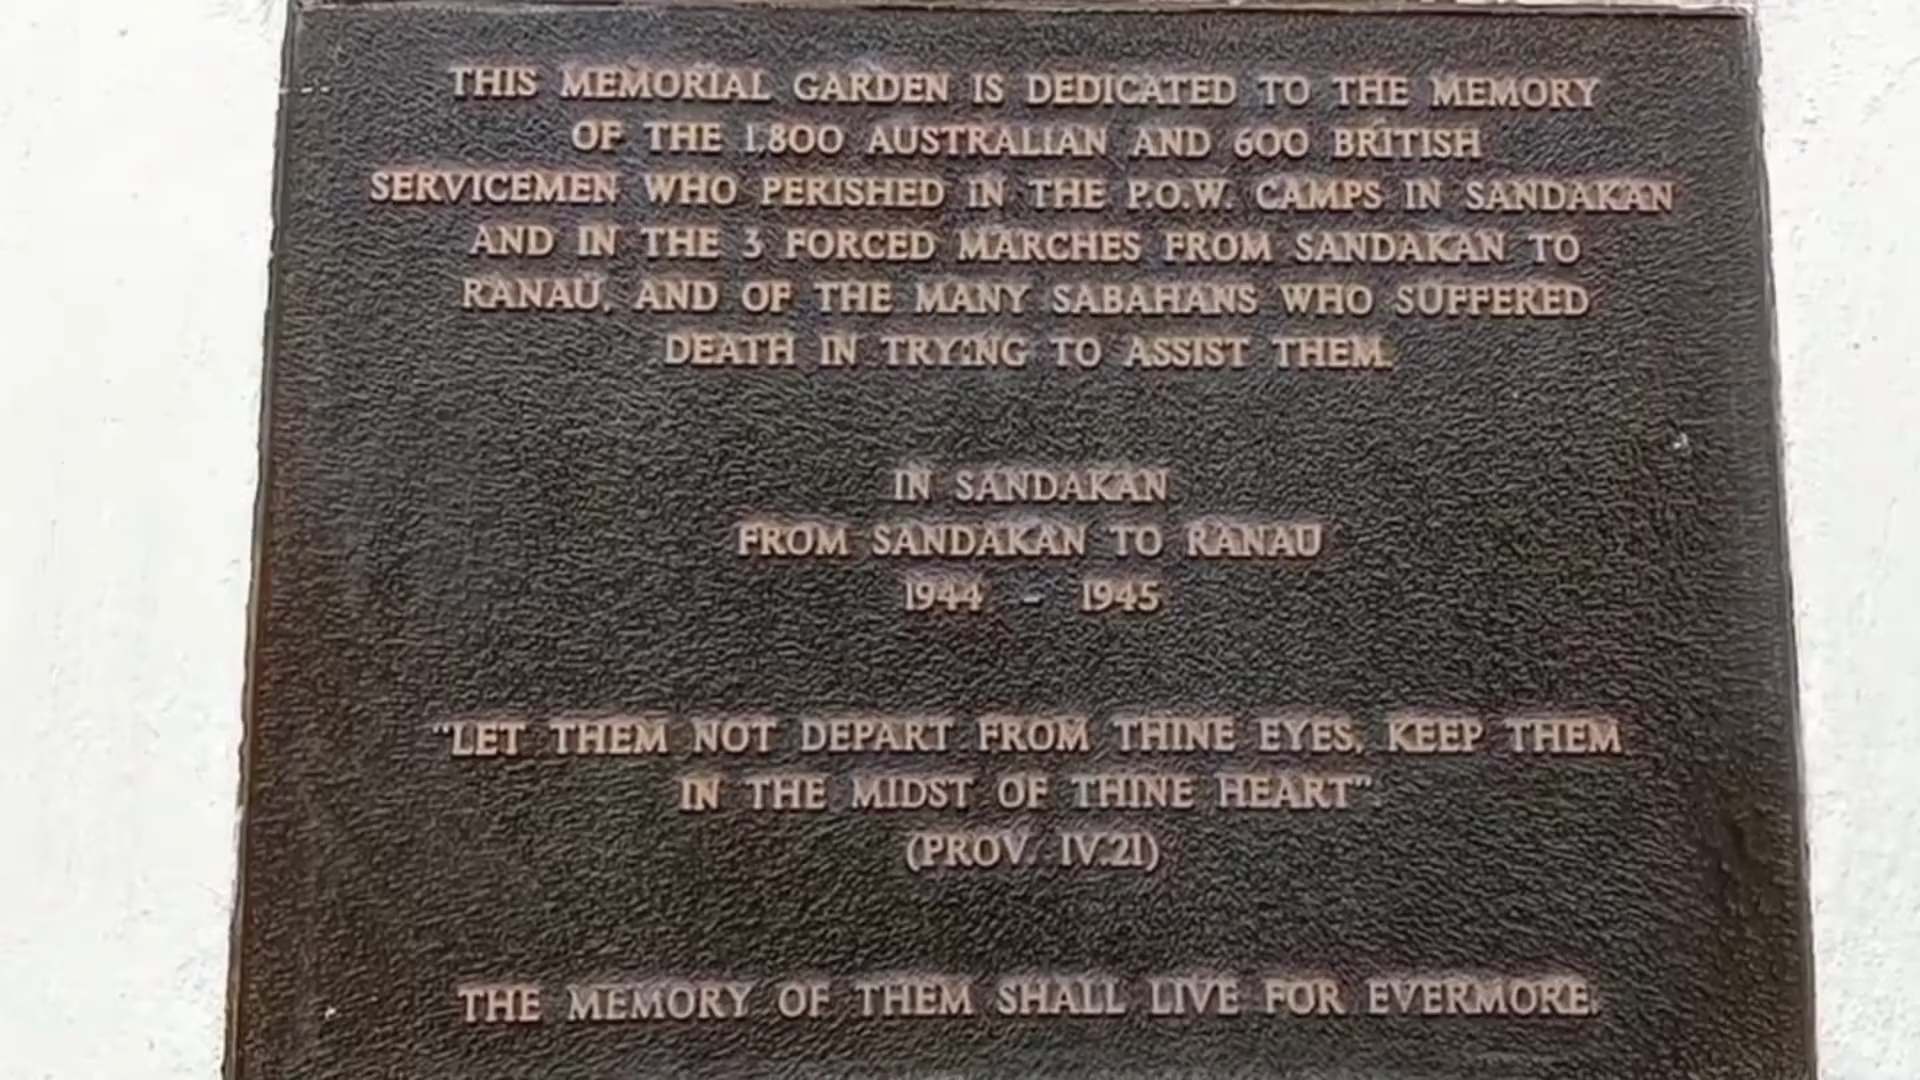 THIS MEMORIAL GARDEN IS DEDICATED TO THE MEMORY
OF THE 1,800 AUSTRALIAN AND 600 BRITISH
SERVICEMEN WHO PERISHED IN THE P.O.W. CAMPS IN SANDAKAN
AND IN THE 3 FORCED MARCHES FROM SANDAKAN TO
RANAU, AND OF THE MANY SABAHANS WHO SUFFERED
DEATH IN TRYING TO ASSIST THEM.
IN SANDAKAN
FROM SANDAKAN TO RANAU
1944 - 1945
"LET THEM NOT DEPART FROM THINE EYES, KEEP THEM
IN THE MIDST OF THINE HEART"
(PROV. IV:21)
THE MEMORY OF THEM SHALL LIVE FOR EVERMORE.